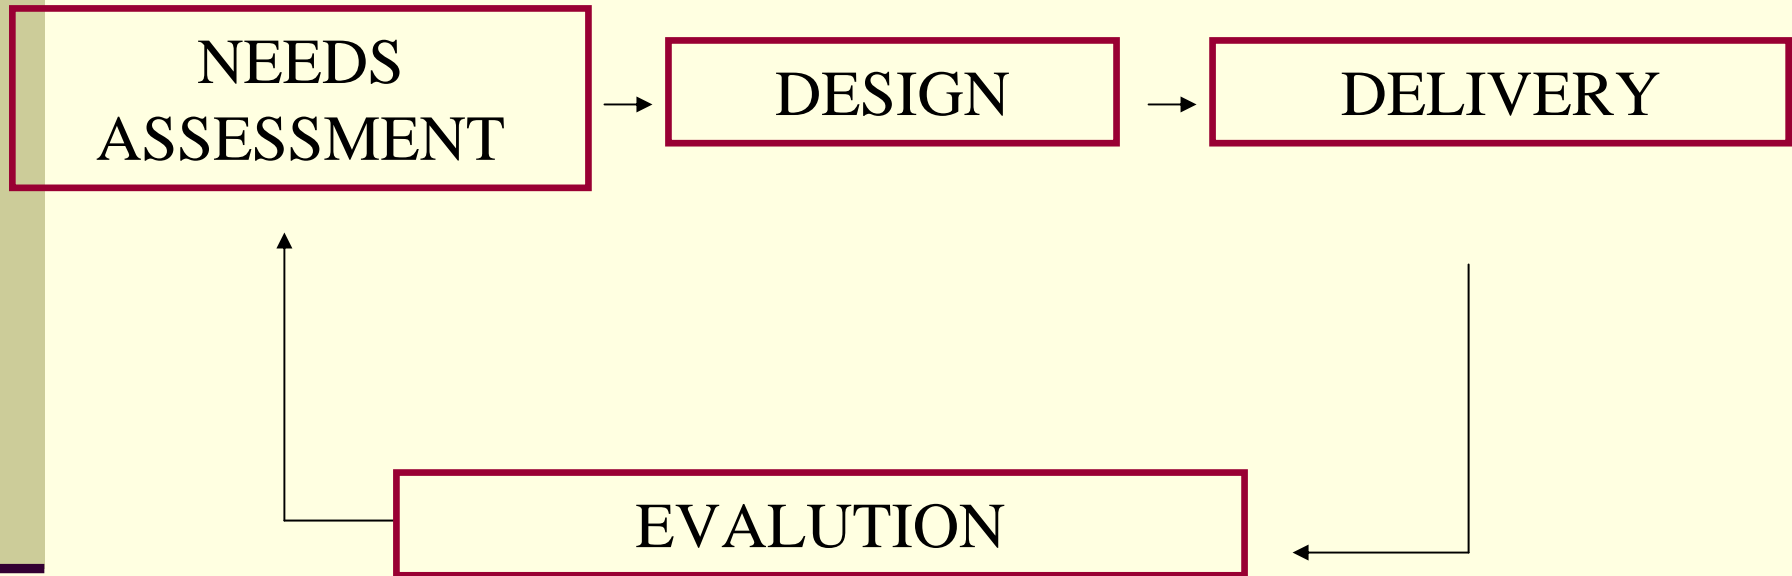 NEEDS
ASSESSMENT
DESIGN
DELIVERY
EVALUTION